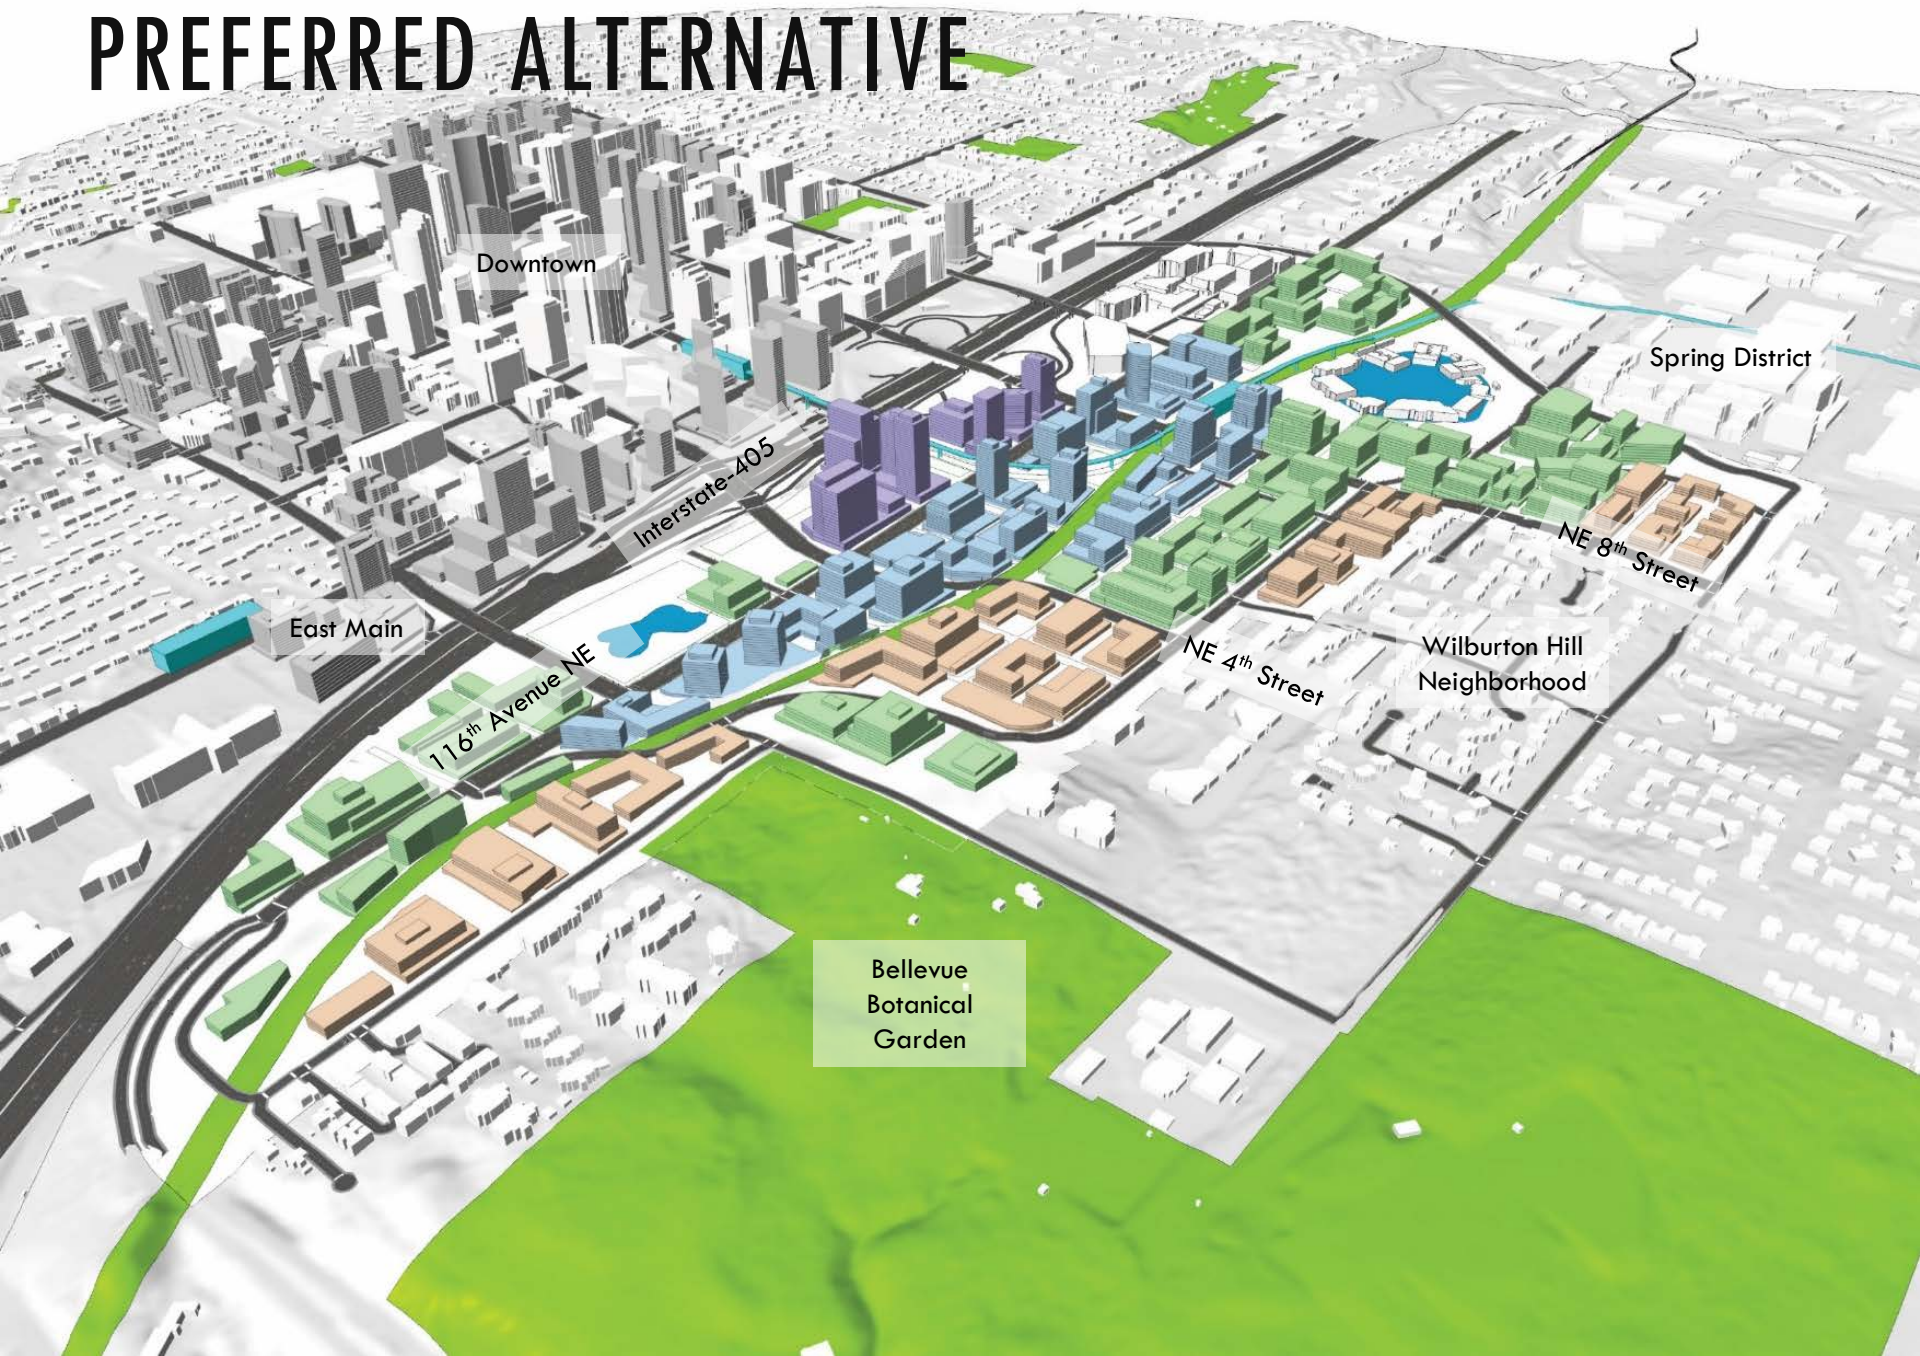 PREFERRED ALTERNATIVE
Downtown
Spring District
Interstate-405
NE 8th Street
East Main
116th Avenue NE
NE 4th Street
Wilburton Hill
Neighborhood
Bellevue
Botanical
Garden